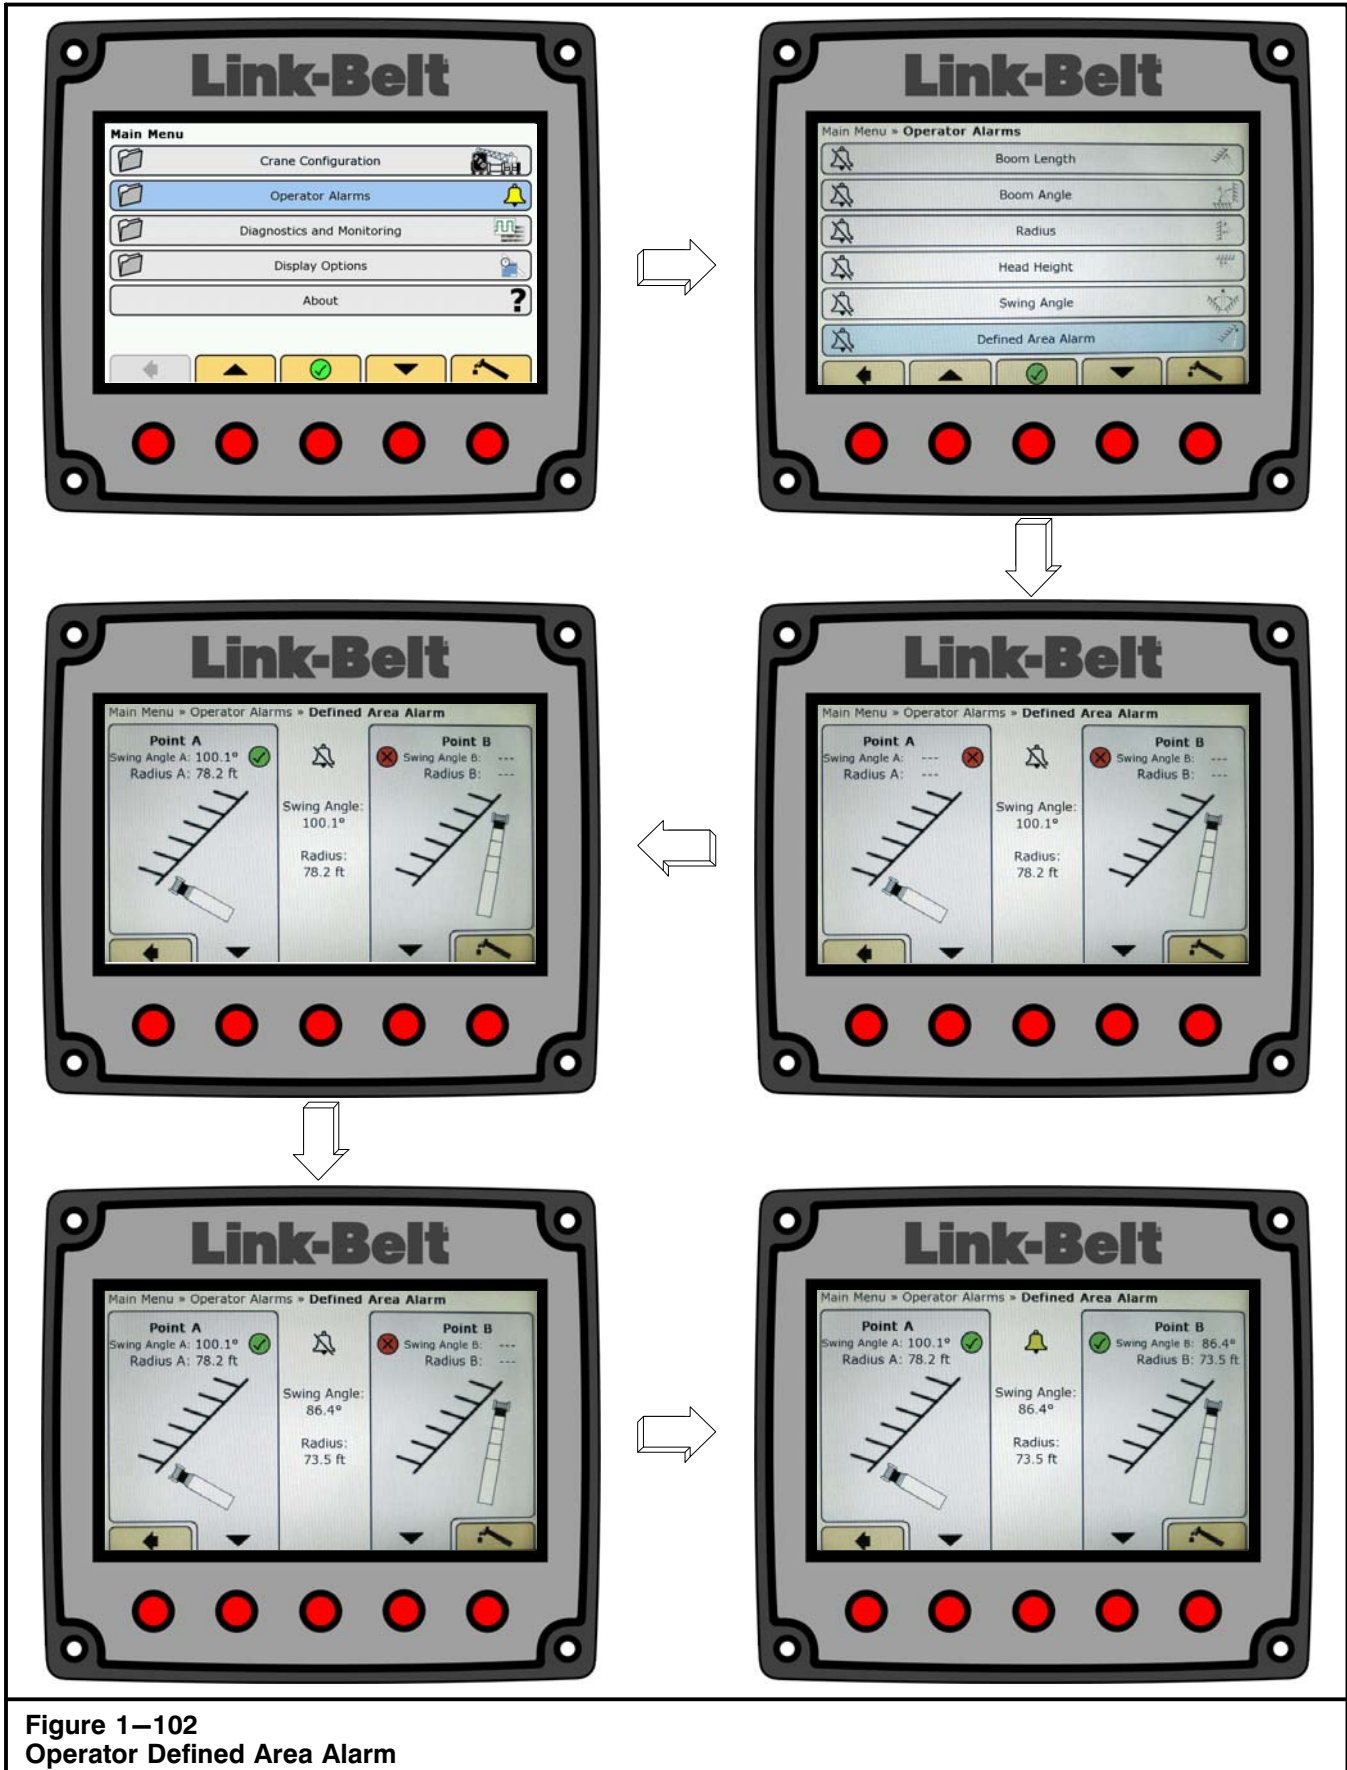 Link-Belt
Main Menu
Crane Configuration
Operator Alarms
Diagnostics and Monitoring
Display Options
About
?
Link-Belt
Main Menu » Operator Alarms
Boom Length
Boom Angle
Radius
Head Height
Swing Angle
Defined Area Alarm
Link-Belt
Main Menu » Operator Alarms » Defined Area Alarm
Point A
Swing Angle A: ---
Radius A: ---
Swing Angle:
100.1°
Radius:
78.2 ft
Point B
Swing Angle B: ---
Radius B: ---
Link-Belt
Main Menu » Operator Alarms » Defined Area Alarm
Point A
Swing Angle A: 100.1°
Radius A: 78.2 ft
Swing Angle:
100.1°
Radius:
78.2 ft
Point B
Swing Angle B: ---
Radius B: ---
Link-Belt
Main Menu » Operator Alarms » Defined Area Alarm
Point A
Swing Angle A: 100.1°
Radius A: 78.2 ft
Swing Angle:
86.4°
Radius:
73.5 ft
Point B
Swing Angle B: ---
Radius B: ---
Link-Belt
Main Menu » Operator Alarms » Defined Area Alarm
Point A
Swing Angle A: 100.1°
Radius A: 78.2 ft
Swing Angle:
86.4°
Radius:
73.5 ft
Point B
Swing Angle B: 86.4°
Radius B: 73.5 ft
Figure 1—102
Operator Defined Area Alarm